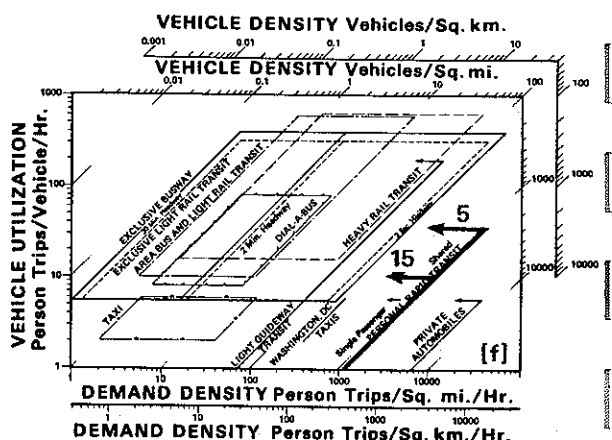 VEHICLE DENSITY Vehicles/Sq. km.
0.001 0.01 0.1 1 10
VEHICLE DENSITY Vehicles/Sq. mi.
0.01 0.1 1 10 100
100
1000
10000
100
1000
10000
VEHICLE UTILIZATION
Person Trips/Vehicle/Hr.
1000
100
10
1
EXCLUSIVE BUSWAY
EXCLUSIVE LIGHT RAIL TRANSIT
AREA BUS AND LIGHT RAIL TRANSIT
2 Min. Headway
DIAL-A-BUS
HEAVY RAIL TRANSIT
5
15
Shared
Single Passenger
PERSONAL RAPID TRANSIT
TAXI
LIGHT GUIDEWAY
TRANSIT
WASHINGTON, DC
TAXIS
PRIVATE
AUTOMOBILES
[f]
1 10 100 1000 10000
DEMAND DENSITY Person Trips/Sq. mi./Hr.
1 10 100 1000 10000
DEMAND DENSITY Person Trips/Sq. km./Hr.